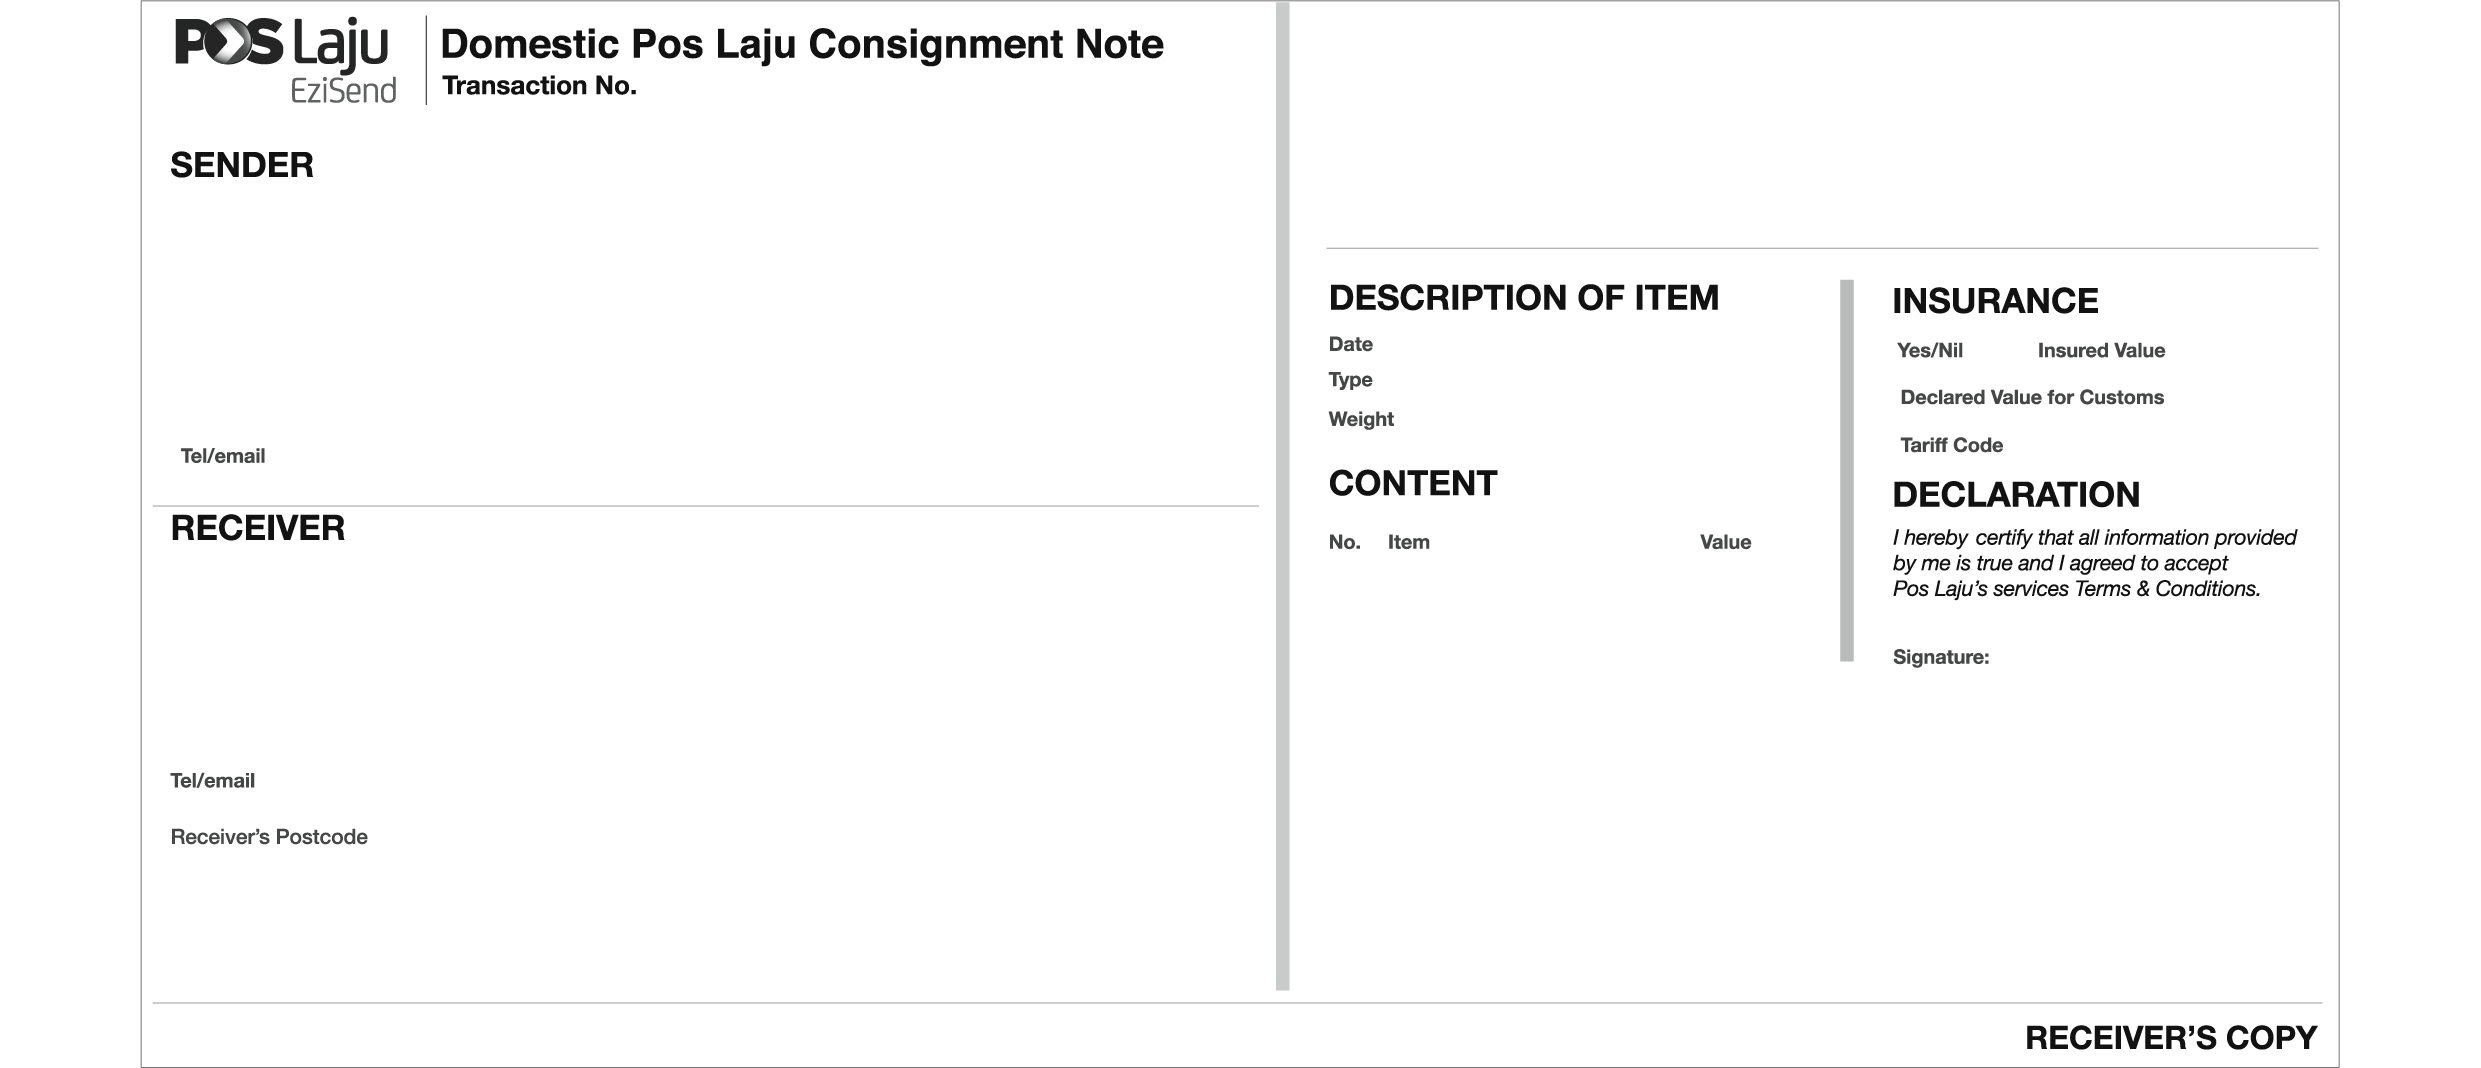 POS Laju
EziSend
Domestic Pos Laju Consignment Note
Transaction No.
SENDER
Tel/email
RECEIVER
Tel/email
Receiver’s Postcode
DESCRIPTION OF ITEM
Date
Type
Weight
CONTENT
No. Item Value
INSURANCE
Yes/Nil Insured Value
Declared Value for Customs
Tariff Code
DECLARATION
I hereby certify that all information provided
by me is true and I agreed to accept
Pos Laju’s services Terms & Conditions.
Signature:
RECEIVER’S COPY